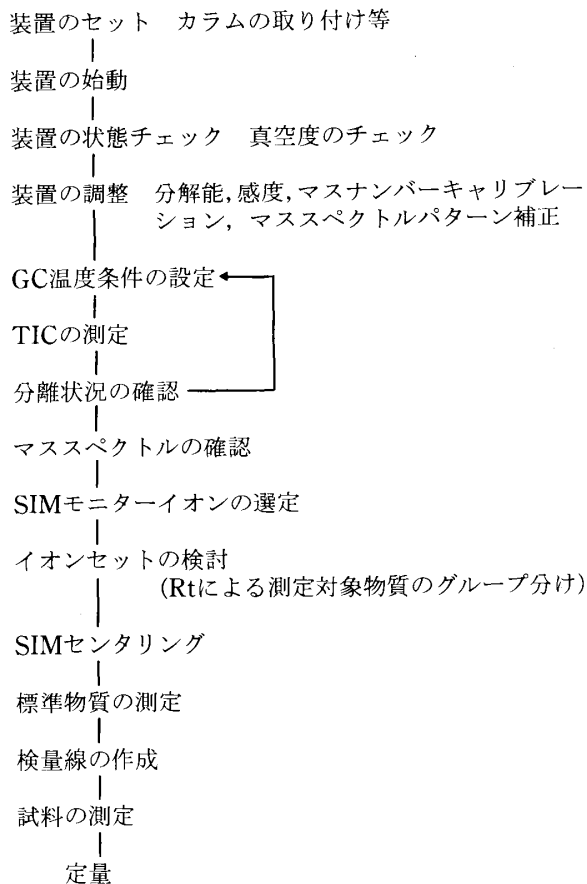 装置のセット　カラムの取り付け等
装置の始動
装置の状態チェック　真空度のチェック
装置の調整　分解能,感度,マスナンバーキャリブレー
ション，マススペクトルパターン補正
GC温度条件の設定
TICの測定
分離状況の確認
マススペクトルの確認
SIMモニターイオンの選定
イオンセットの検討
(Rtによる測定対象物質のグループ分け)
SIMセンタリング
標準物質の測定
検量線の作成
試料の測定
定量